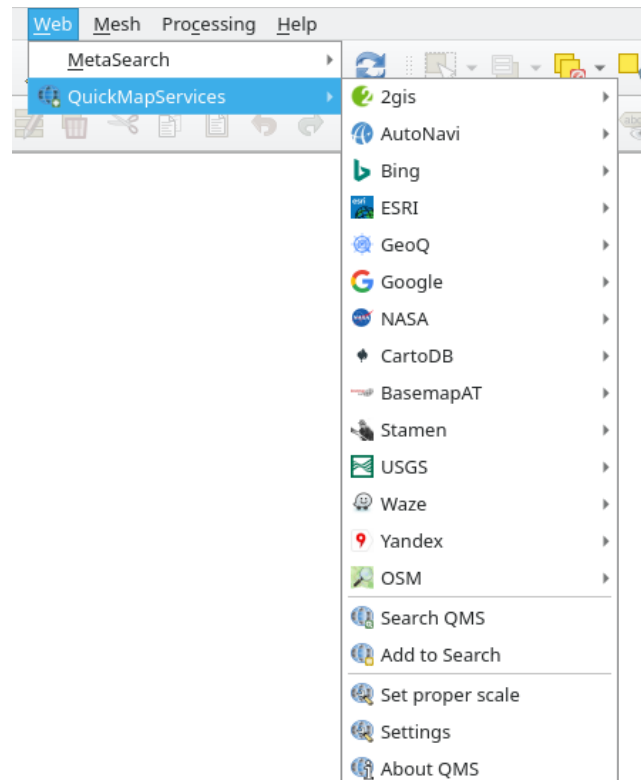 Web Mesh Processing Help
MetaSearch
QuickMapServices
2gis
AutoNavi
Bing
ESRI
GeoQ
Google
NASA
CartoDB
BasemapAT
Stamen
USGS
Waze
Yandex
OSM
Search QMS
Add to Search
Set proper scale
Settings
About QMS